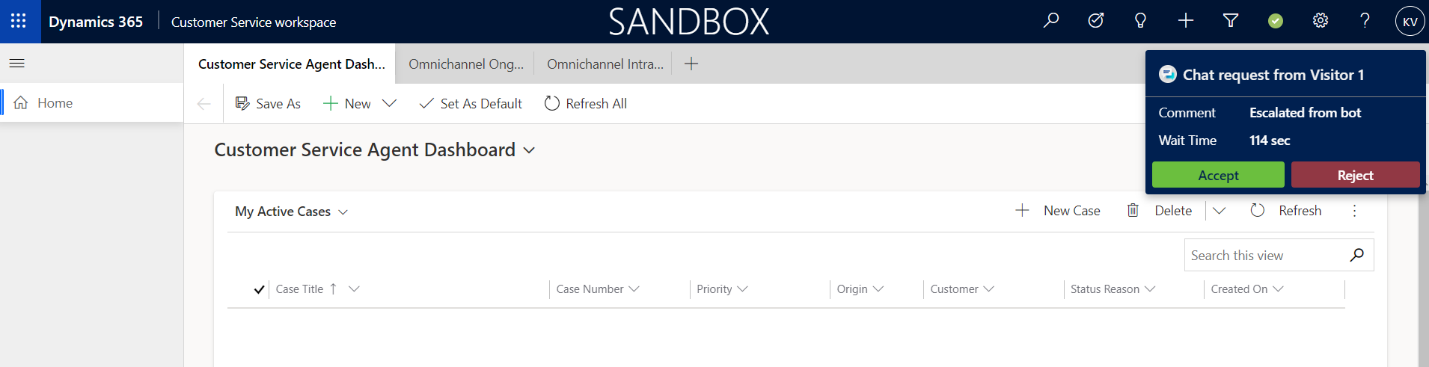 Dynamics 365 Customer Service workspace SANDBOX ? KV
Customer Service Agent Dash... Omnichannel Ong... Omnichannel Intra...
Home
Save As New Set As Default Refresh All
Chat request from Visitor 1
Comment Escalated from bot
Wait Time 114 sec
Accept Reject
Customer Service Agent Dashboard
My Active Cases New Case Delete Refresh
Search this view
Case Title Case Number Priority Origin Customer Status Reason Created On